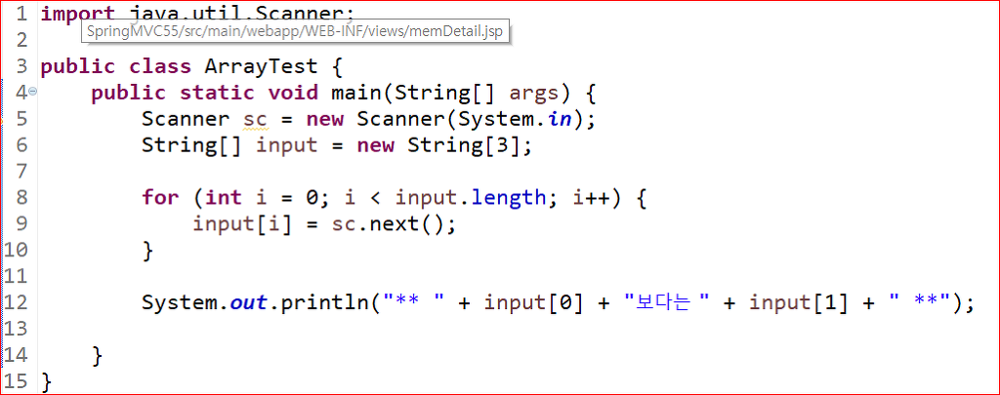 1 import java.util.Scanner;
SpringMVC55/src/main/webapp/WEB-INF/views/memDetail.jsp
2
3 public class ArrayTest {
4 public static void main(String[] args) {
5 Scanner sc = new Scanner(System.in);
6 String[] input = new String[3];
7
8 for (int i = 0; i < input.length; i++) {
9 input[i] = sc.next();
10 }
11
12 System.out.println("** " + input[0] + "보다는 " + input[1] + " **");
13
14 }
15 }